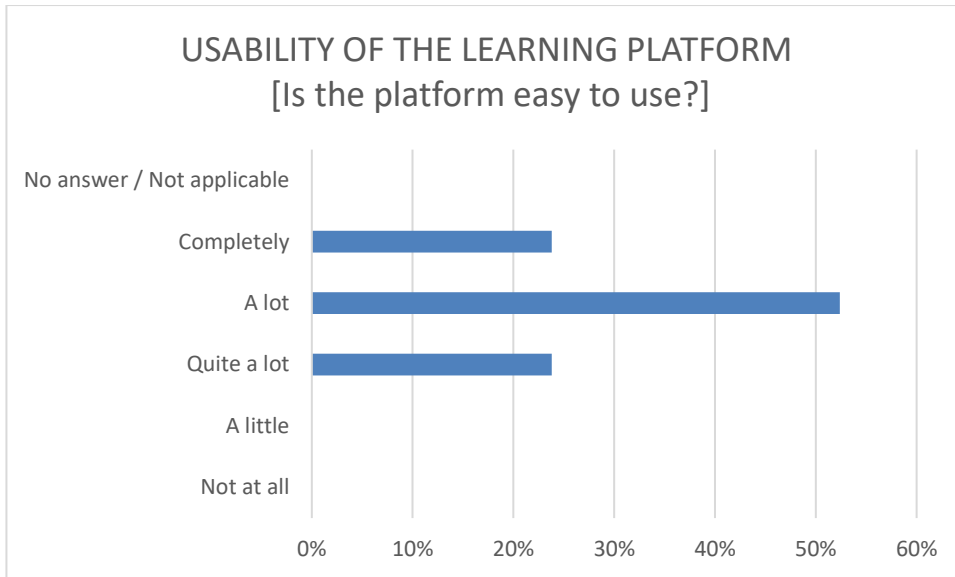 USABILITY OF THE LEARNING PLATFORM
[Is the platform easy to use?]
No answer / Not applicable
Completely
A lot
Quite a lot
A little
Not at all
0% 10% 20% 30% 40% 50% 60%